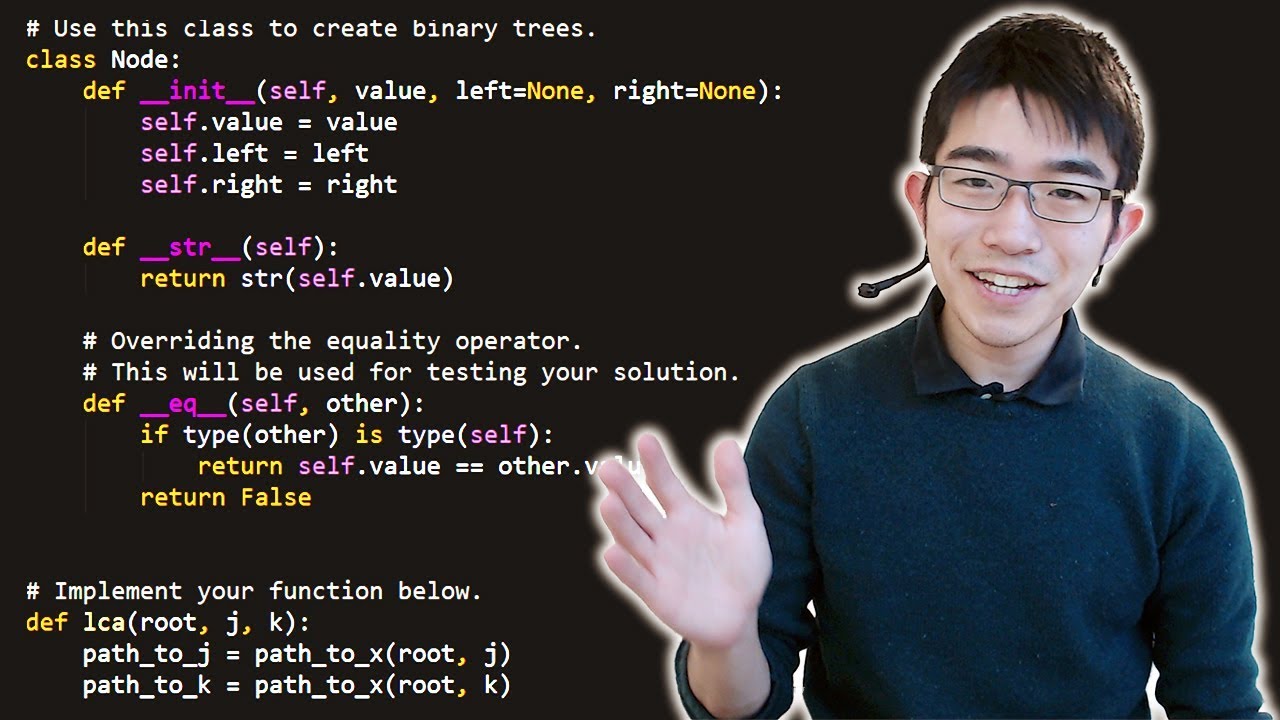 # Use this class to create binary trees.
class Node:
    def __init__(self, value, left=None, right=None):
        self.value = value
        self.left = left
        self.right = right
    def __str__(self):
        return str(self.value)
    # Overriding the equality operator.
    # This will be used for testing your solution.
    def __eq__(self, other):
        if type(other) is type(self):
            return self.value ==
        return False
# Implement your function below.
def lca(root, j, k):
    path_to_j = path_to_x(root, j)
    path_to_k = path_to_x(root, k)